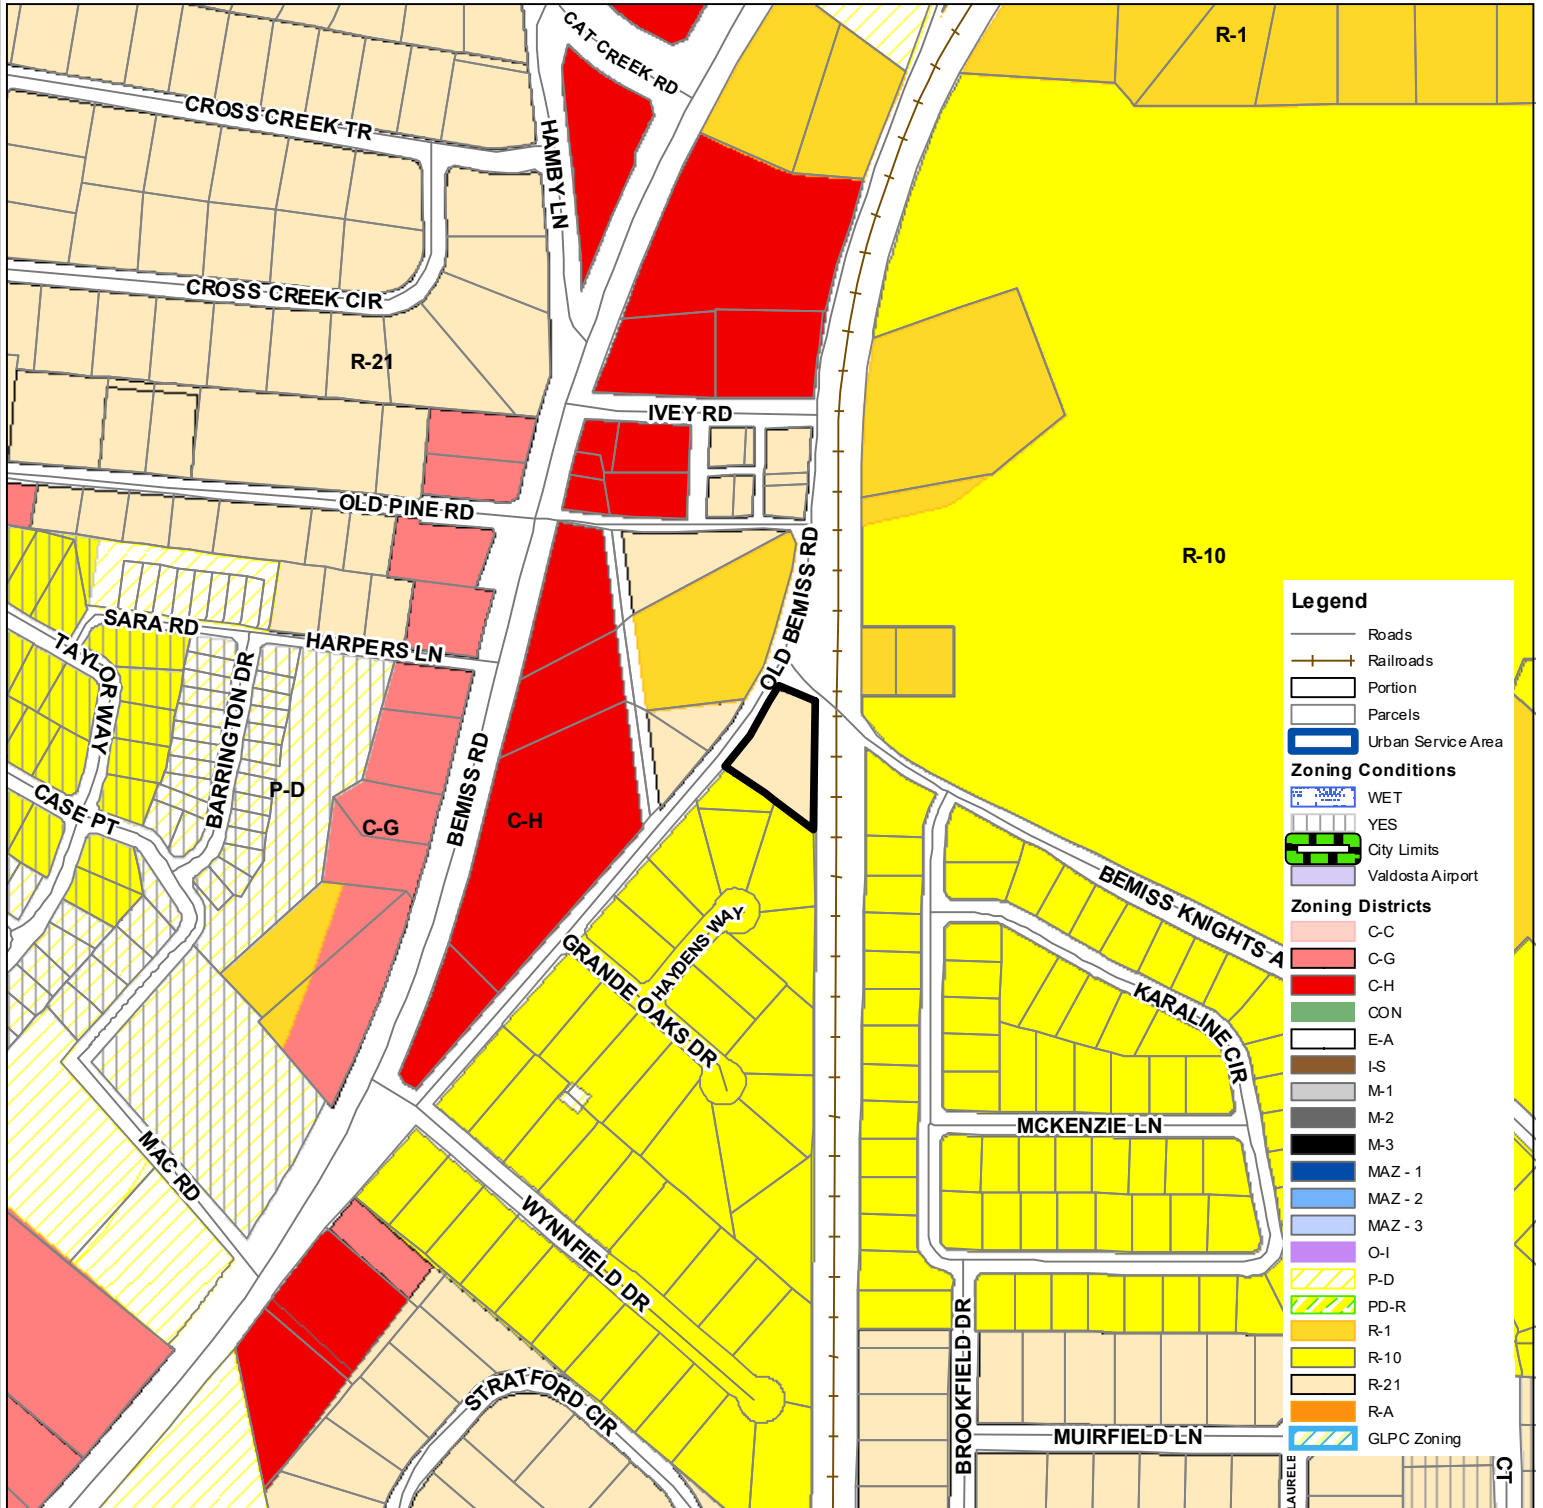 CAT CREEK RD
R-1
CROSS CREEK TR
HAMBY LN
CROSS CREEK CIR
R-21
IVEY RD
OLD PINE RD
OLD BEMISS RD
R-10
SARA RD
HARPERS LN
TAYLOR WAY
BARRINGTON DR
P-D
CASE PT
C-G
BEMISS RD
C-H
BEMISS KNIGHTS A
HAYDENS WAY
GRANDE OAKS DR
KARALINE CIR
MCKENZIE LN
MAC RD
WYNNFIELD DR
STRATFORD CIR
BROOKFIELD DR
MUIRFIELD LN
LAURELE
CT
Legend
Roads
Railroads
Portion
Parcels
Urban Service Area
Zoning Conditions
WET
YES
City Limits
Valdosta Airport
Zoning Districts
C-C
C-G
C-H
CON
E-A
I-S
M-1
M-2
M-3
MAZ - 1
MAZ - 2
MAZ - 3
O-I
P-D
PD-R
R-1
R-10
R-21
R-A
GLPC Zoning